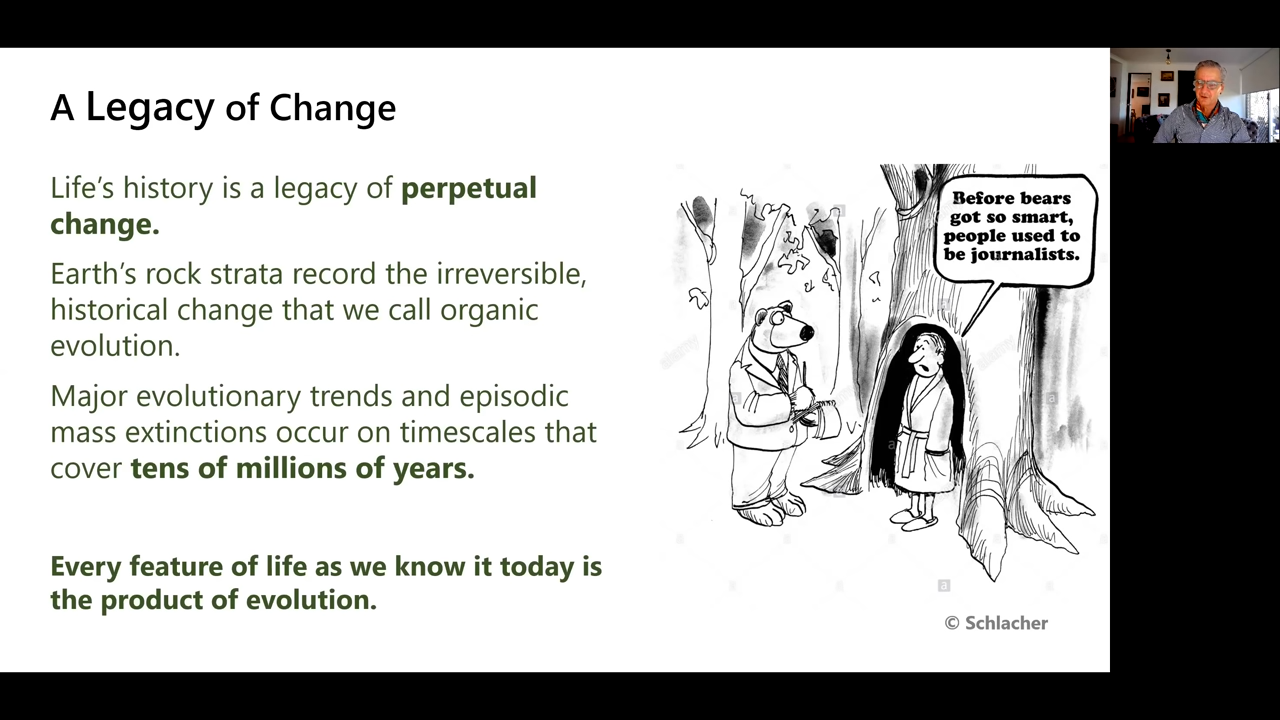 A Legacy of Change
Life's history is a legacy of perpetual
change.
Earth's rock strata record the irreversible,
historical change that we call organic
evolution.
Major evolutionary trends and episodic
mass extinctions occur on timescales that
cover tens of millions of years.
Every feature of life as we know it today is
the product of evolution.
Before bears
got so smart,
people used to
be journalists.
© Schlacher